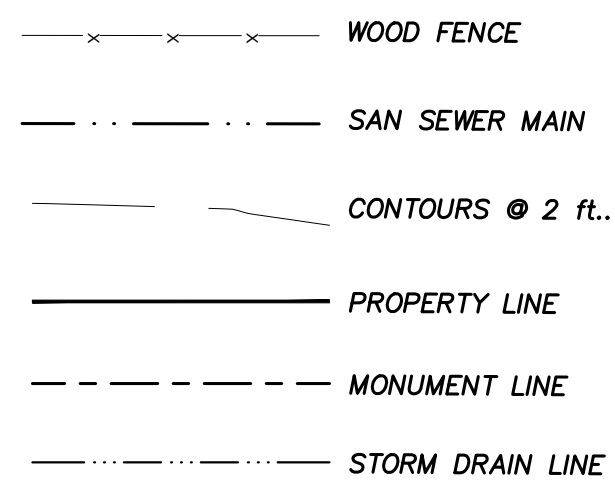 WOOD FENCE
SAN SEWER MAIN
CONTOURS @ 2 ft..
PROPERTY LINE
MONUMENT LINE
STORM DRAIN LINE